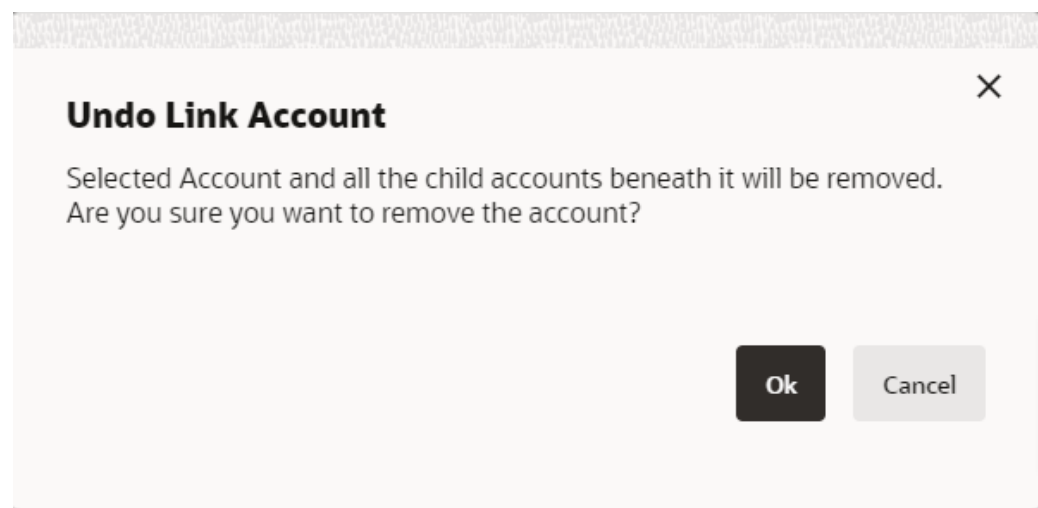 Undo Link Account
Selected Account and all the child accounts beneath it will be removed.
Are you sure you want to remove the account?
Ok
Cancel